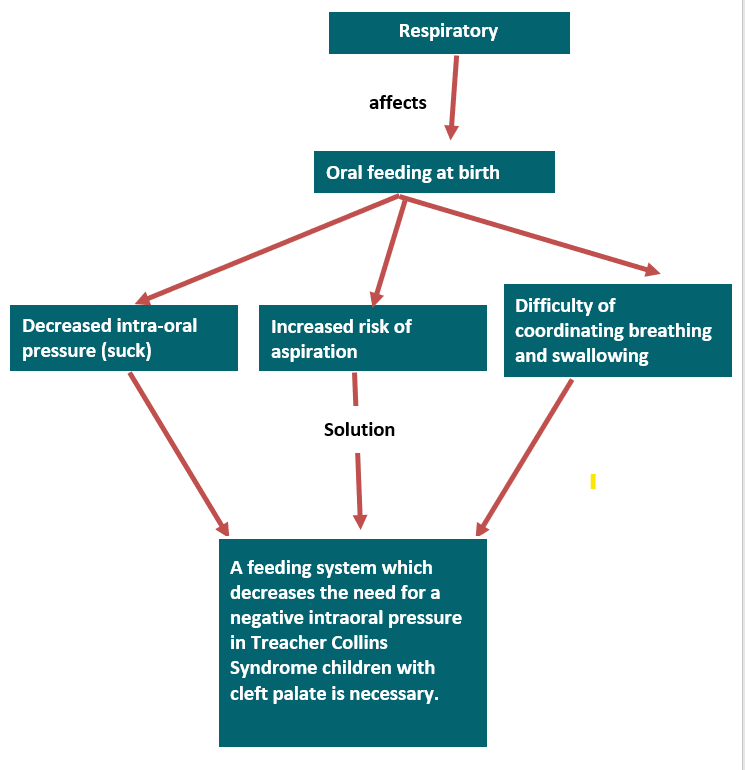 Respiratory
affects
Oral feeding at birth
Decreased intra-oral
pressure (suck)
Increased risk of
aspiration
Difficulty of
coordinating breathing
and swallowing
Solution
A feeding system which
decreases the need for a
negative intraoral pressure
in Treacher Collins
Syndrome children with
cleft palate is necessary.